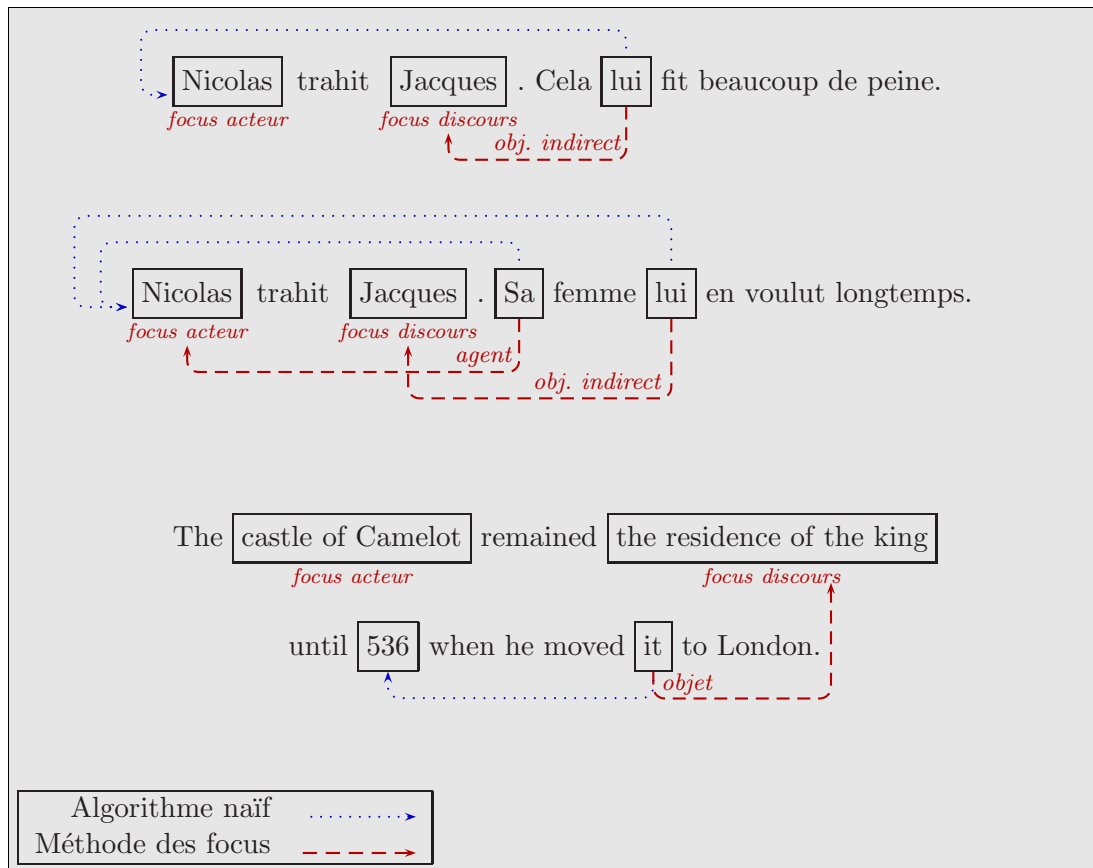 Nicolas trahit Jacques . Cela lui fit beaucoup de peine.
focus acteur focus discours
obj. indirect
Nicolas trahit Jacques . Sa femme lui en voulut longtemps.
focus acteur focus discours
agent
obj. indirect
The castle of Camelot remained the residence of the king
focus acteur focus discours
until 536 when he moved it to London.
objet
Algorithme naïf
Méthode des focus